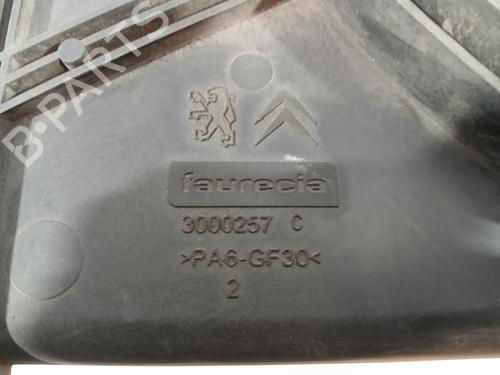 B-PARTS
faurecia
3000257 C
>PA6-GF30<
2